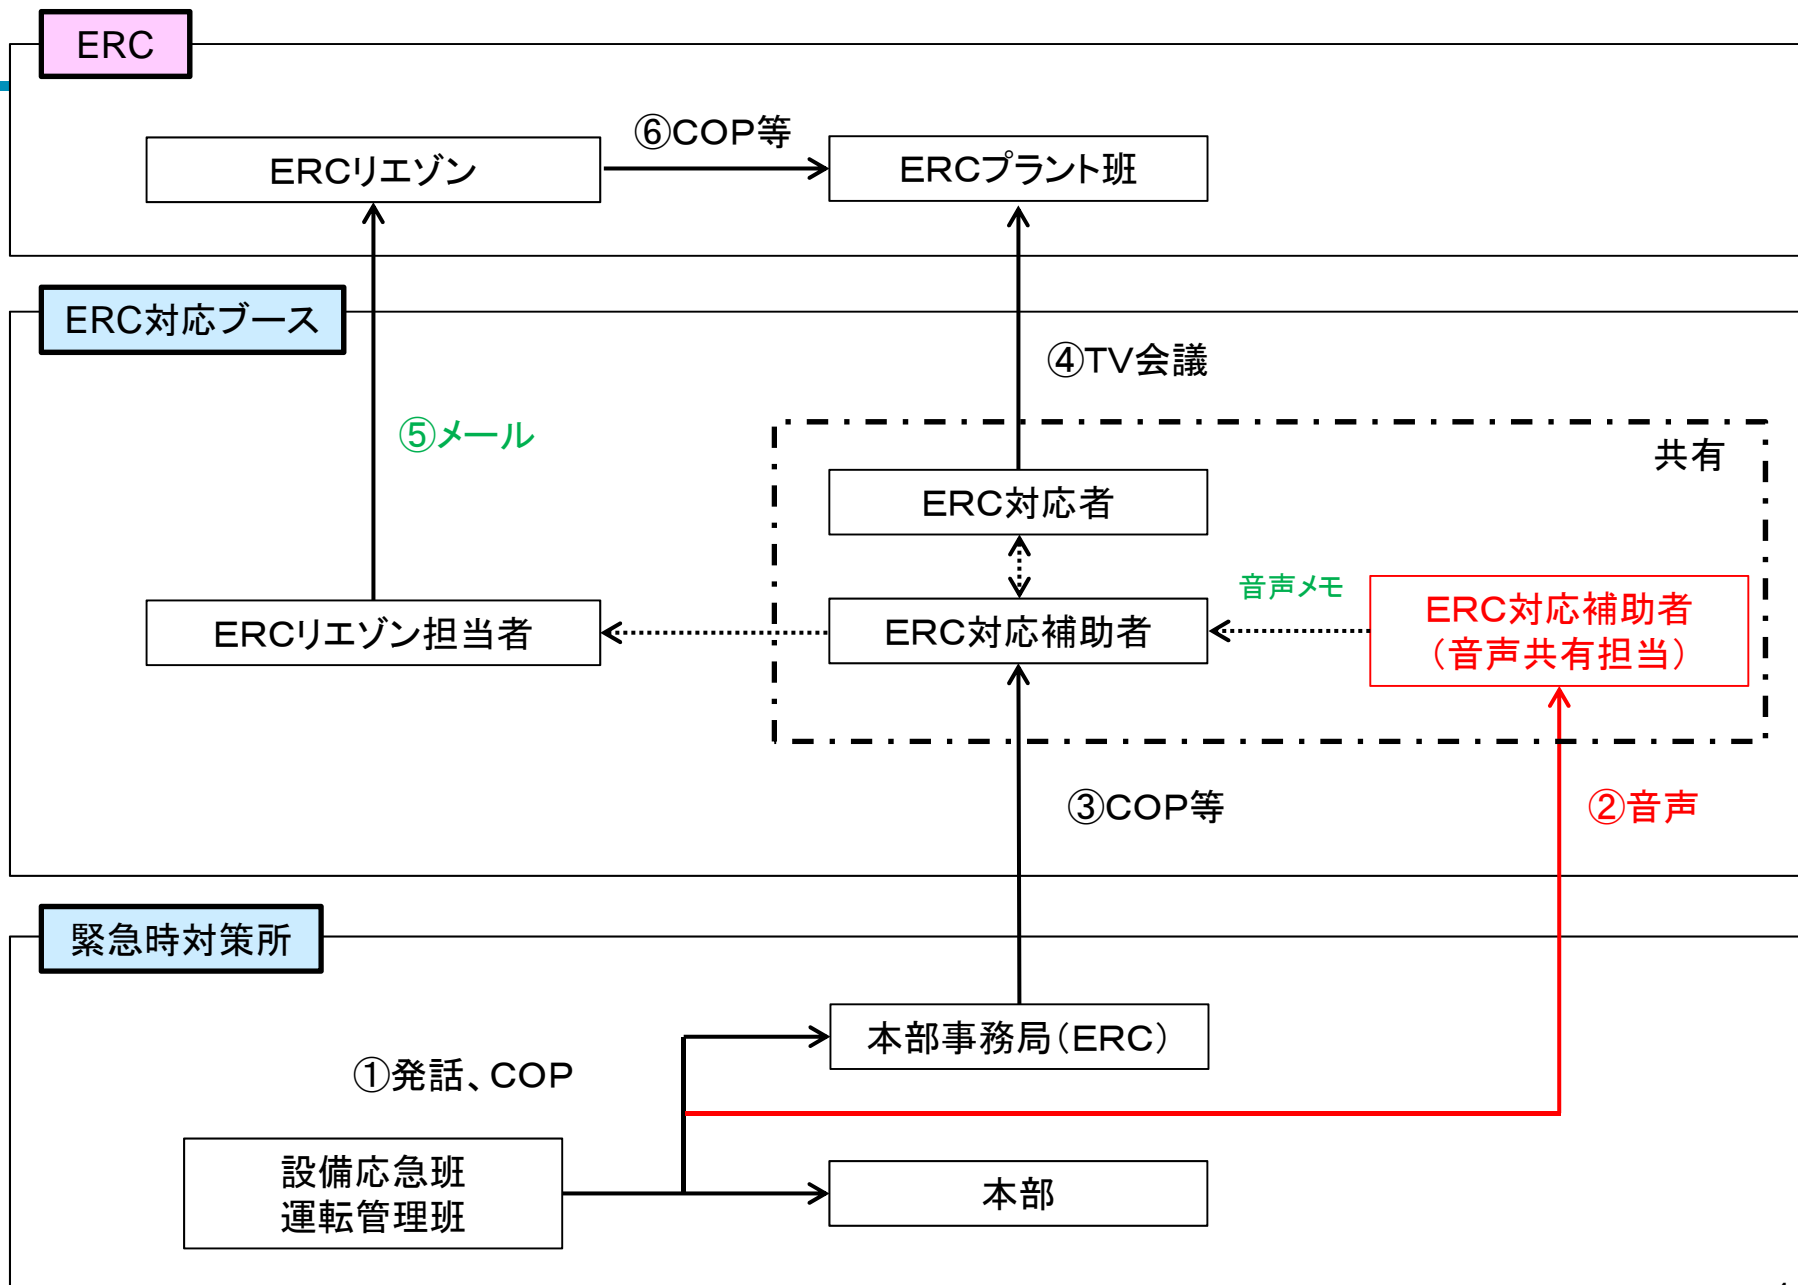 ERC
⑥COP等
ERCリエゾン
ERCプラント班
ERC対応ブース
④TV会議
⑤メール
共有
ERC対応者
音声メモ
ERCリエゾン担当者
ERC対応補助者
ERC対応補助者
（音声共有担当）
③COP等
②音声
緊急時対策所
本部事務局（ERC）
①発話、COP
設備応急班
運転管理班
本部